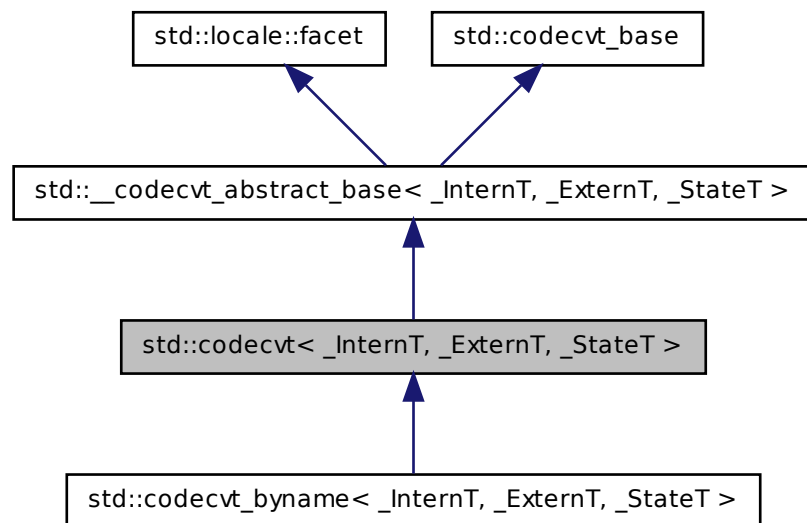 std::locale::facet
std::codecvt_base
std::__codecvt_abstract_base< _InternT, _ExternT, _StateT >
std::codecvt< _InternT, _ExternT, _StateT >
std::codecvt_byname< _InternT, _ExternT, _StateT >